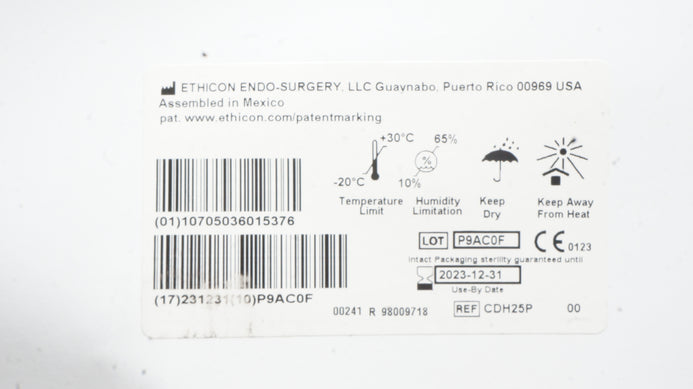 ETHICON ENDO-SURGERY, LLC Guaynabo, Puerto Rico 00969 USA
Assembled in Mexico
pat. www.ethicon.com/patentmarking
+30°C
65%
%
-20°C
10%
Temperature Limit
Humidity Limitation
Keep Dry
Keep Away From Heat
(01)10705036015376
LOT P9AC0F CE 0123
Intact Packaging sterility guaranteed until
2023-12-31
Use-By Date
(17)231231(10)P9AC0F
00241 R 98009718 REF CDH25P 00